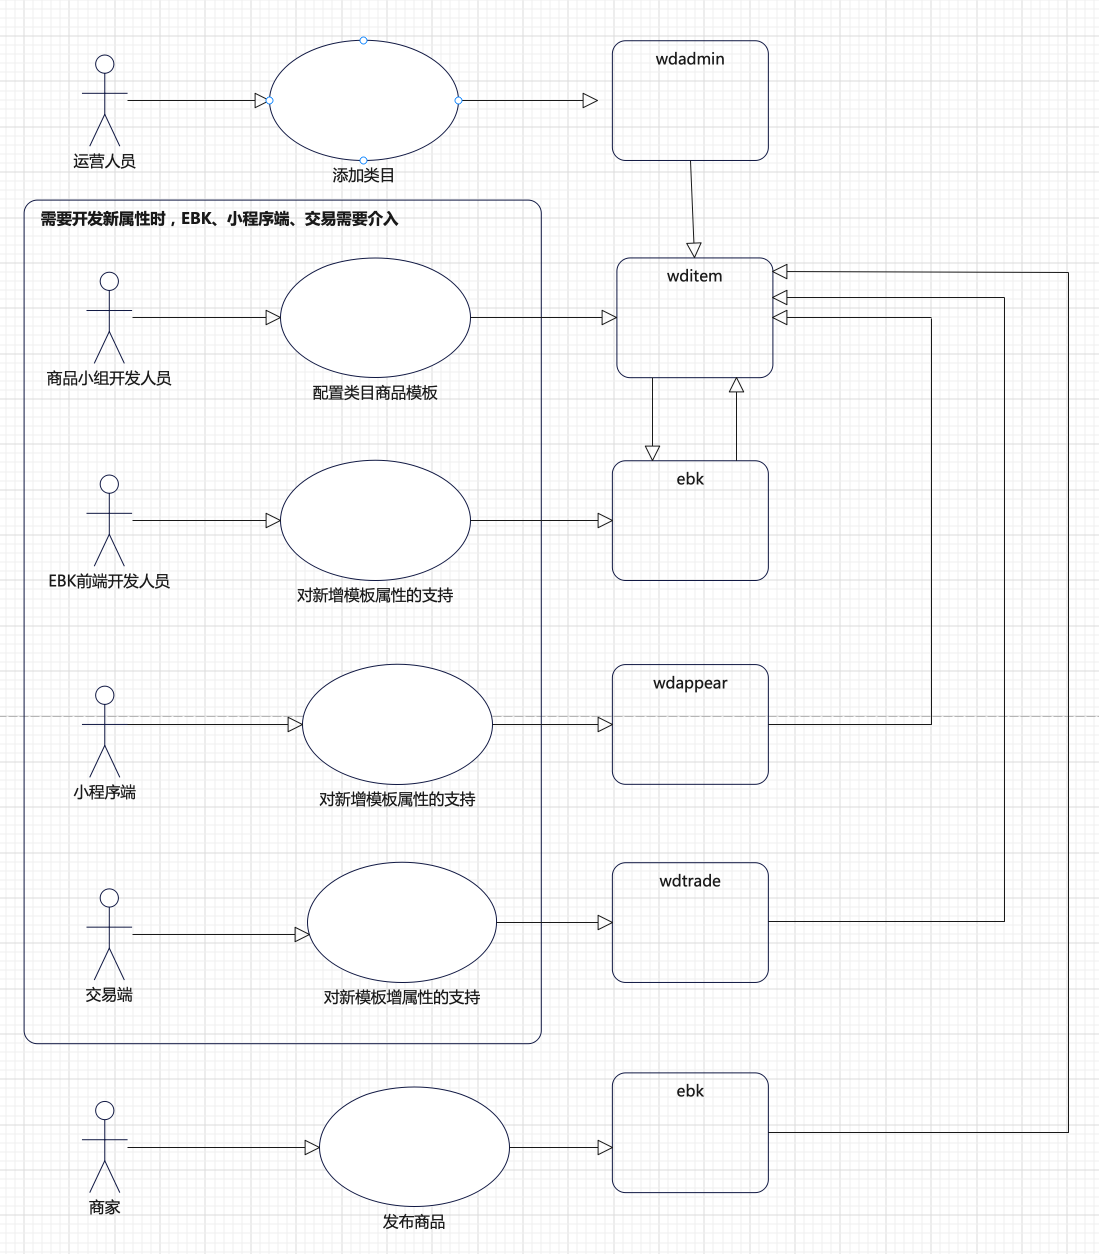 wdadmin
运营人员
添加类目
需要开发新属性时，EBK、小程序端、交易需要介入
wditem
商品小组开发人员
配置类目商品模板
ebk
EBK前端开发人员
对新增模板属性的支持
wdappear
小程序端
对新增模板属性的支持
wdtrade
交易端
对新模板增属性的支持
ebk
商家
发布商品